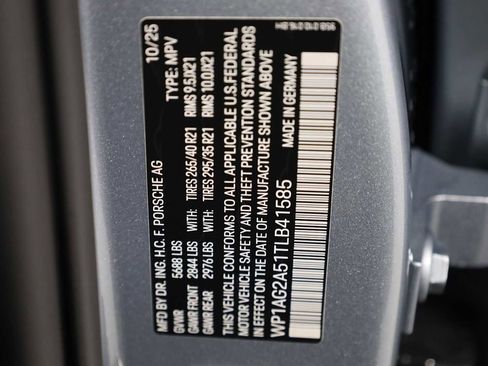 MFD BY DR. ING. H.C. F. PORSCHE AG 10/25
GVWR 5688 LBS TYPE: MPV
GAWR FRONT 2844 LBS WITH TIRES 265/40 R21 RIMS 9.5JX21
GAWR REAR 2976 LBS WITH TIRES 295/35 R21 RIMS 10.0JX21
THIS VEHICLE CONFORMS TO ALL APPLICABLE U.S. FEDERAL
MOTOR VEHICLE SAFETY AND THEFT PREVENTION STANDARDS
IN EFFECT ON THE DATE OF MANUFACTURE SHOWN ABOVE
WP1AG2A51TLB41585 MADE IN GERMANY